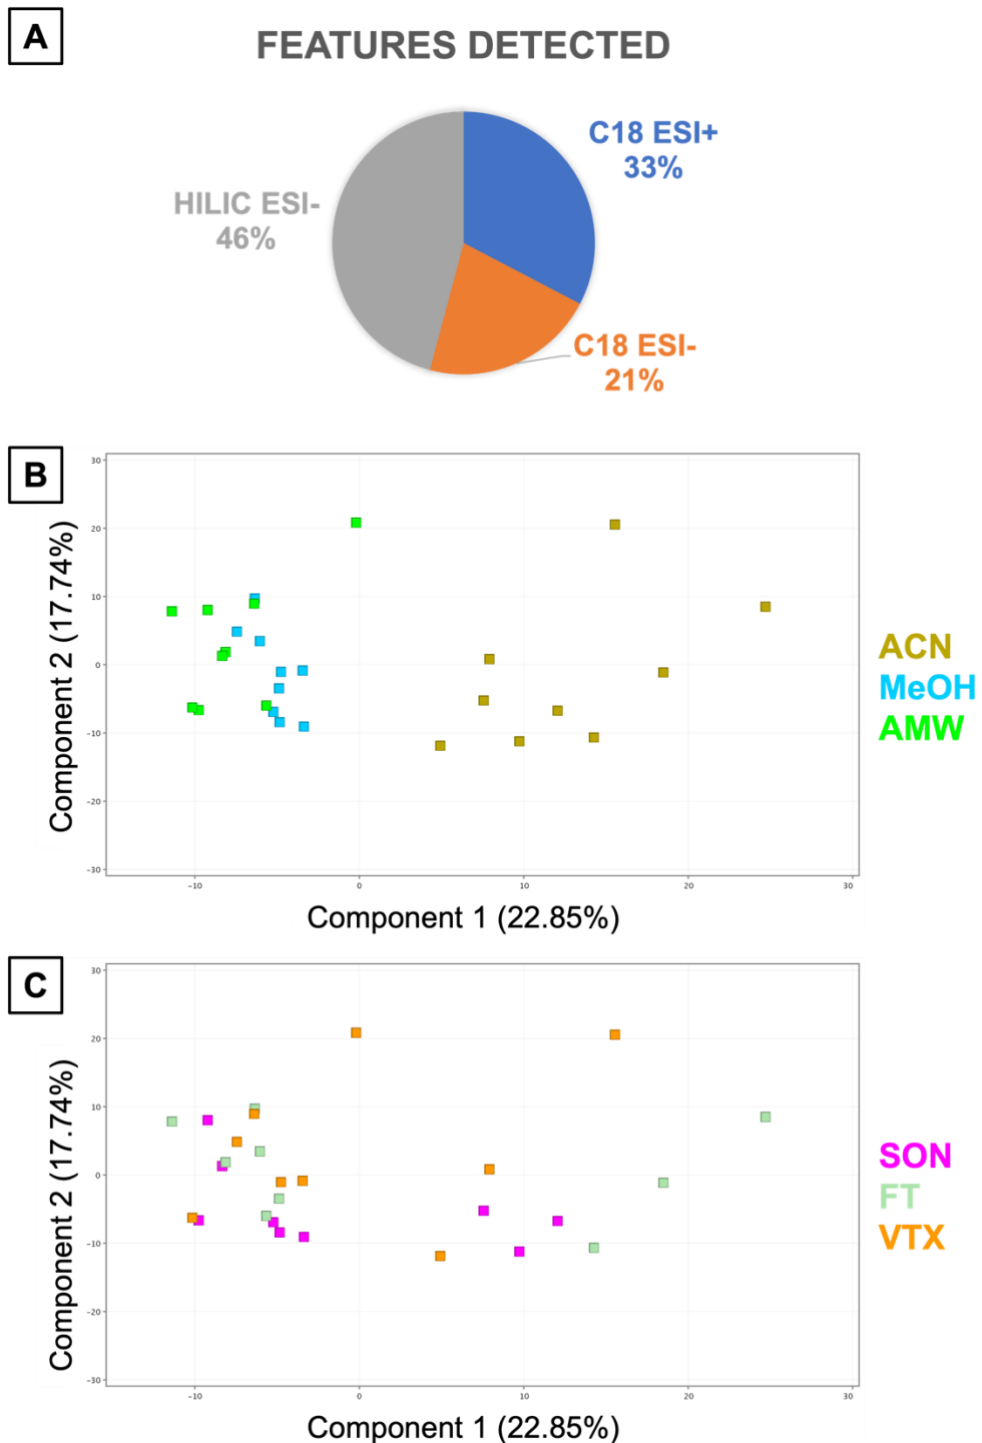 A
FEATURES DETECTED
C18 ESI+
33%
HILIC ESI-
46%
C18 ESI-
21%
B
30
20
10
0
-10
-20
-30
Component 2 (17.74%)
-10
0
10
20
30
Component 1 (22.85%)
ACN
MeOH
AMW
C
30
20
10
0
-10
-20
-30
Component 2 (17.74%)
-10
0
10
20
30
Component 1 (22.85%)
SON
FT
VTX